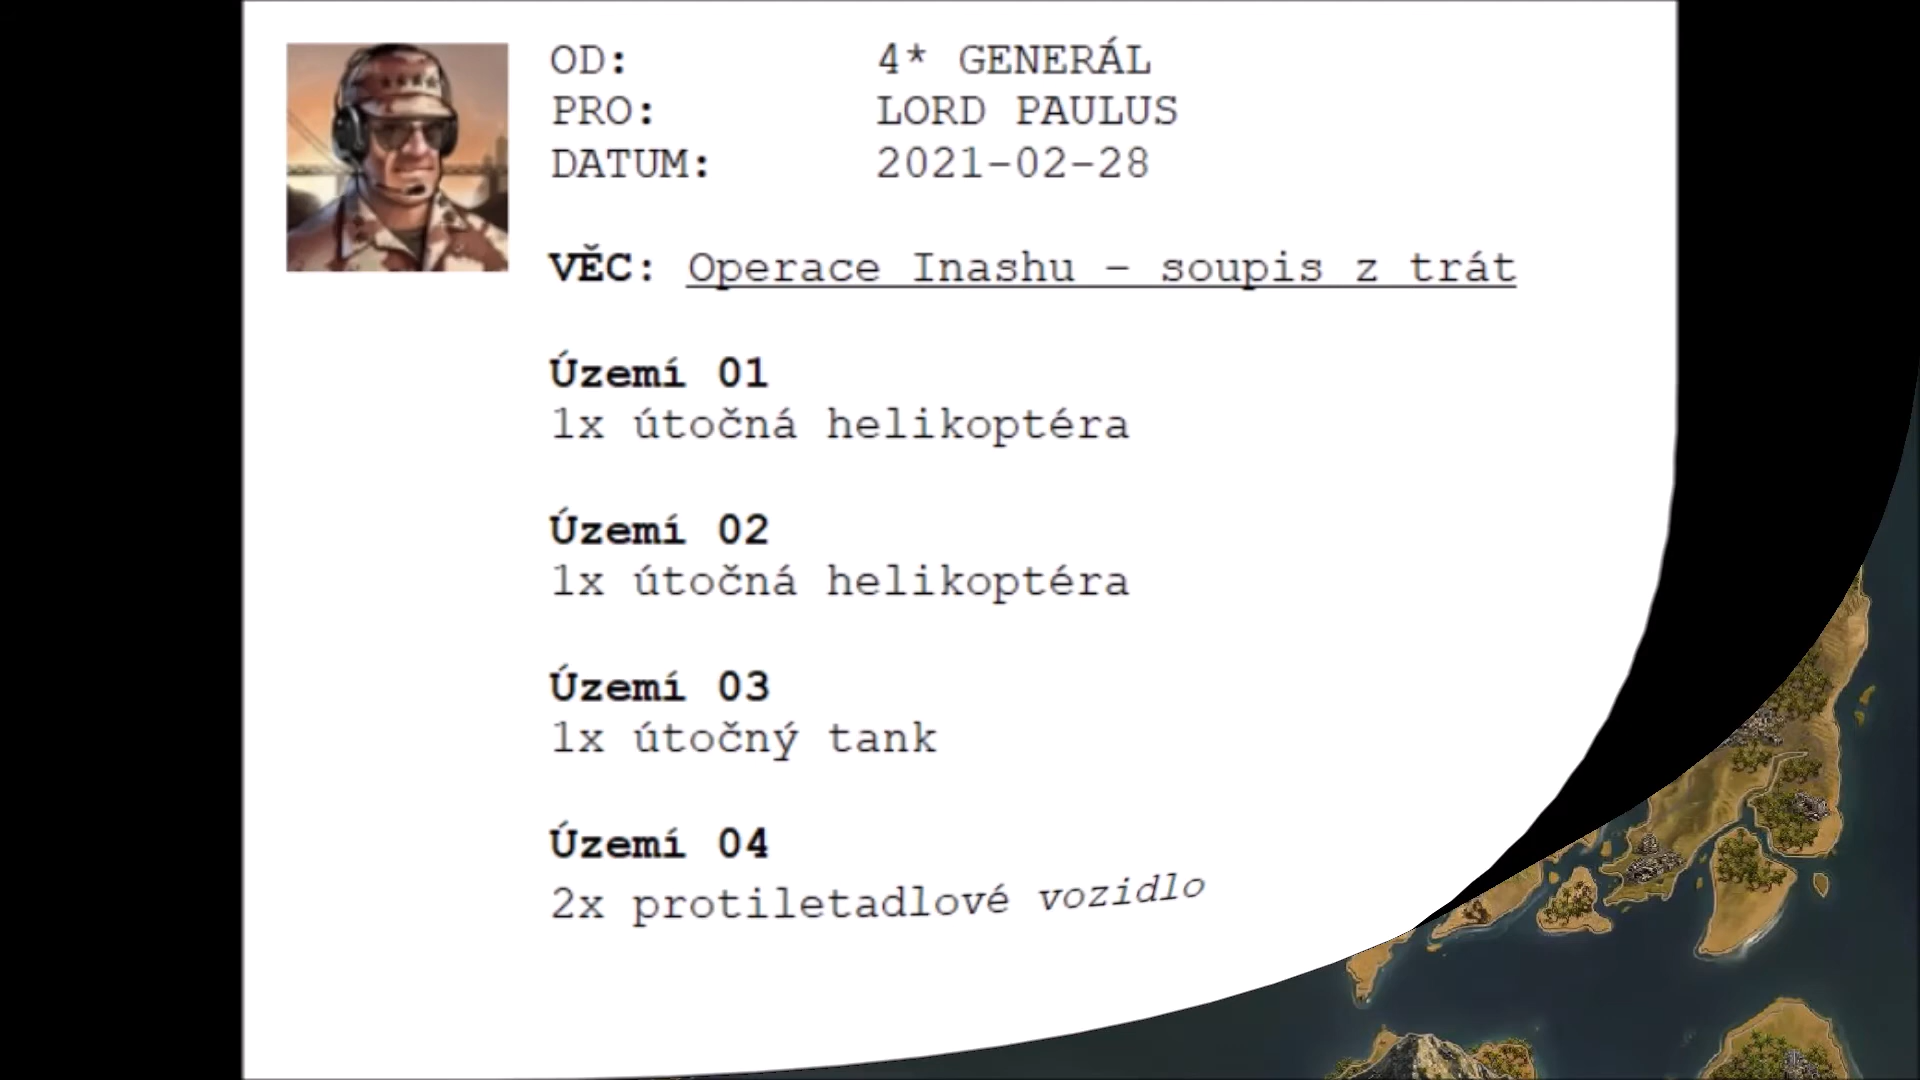 OD: 4* GENERÁL
PRO: LORD PAULUS
DATUM: 2021-02-28
VĚC: Operace Inashu - soupis z trát
Území 01
1x útočná helikoptéra
Území 02
1x útočná helikoptéra
Území 03
1x útočný tank
Území 04
2x protiletadlové vozidlo